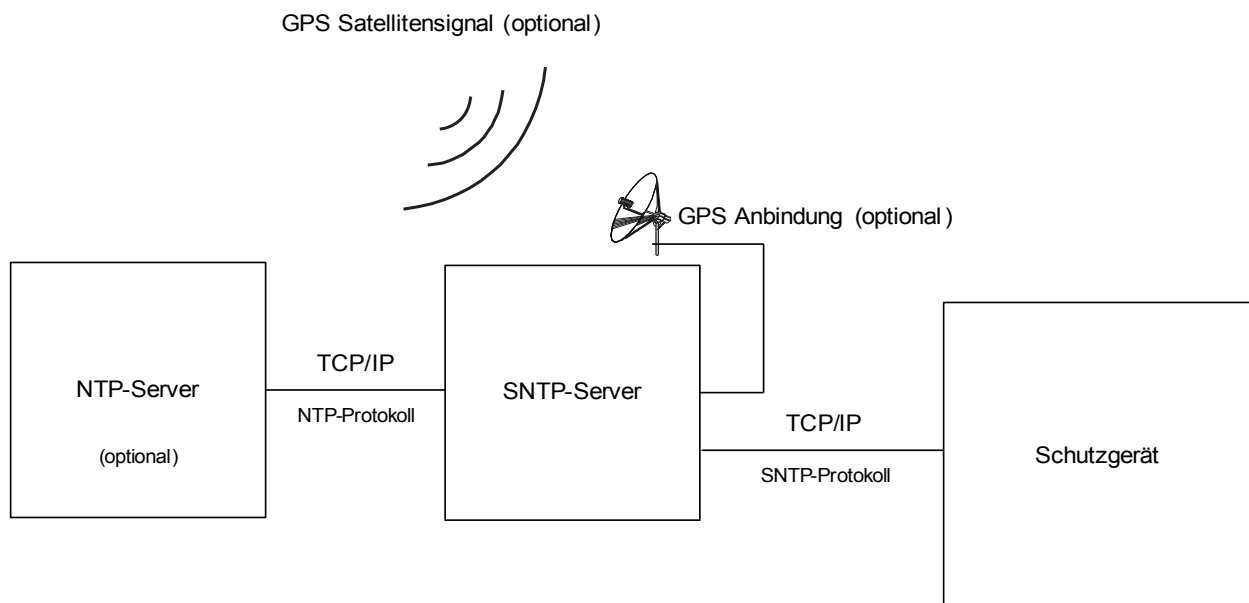 GPS Satellitensignal (optional)
GPS Anbindung (optional)
NTP-Server
(optional)
TCP/IP
NTP-Protokoll
SNTP-Server
TCP/IP
SNTP-Protokoll
Schutzgerät